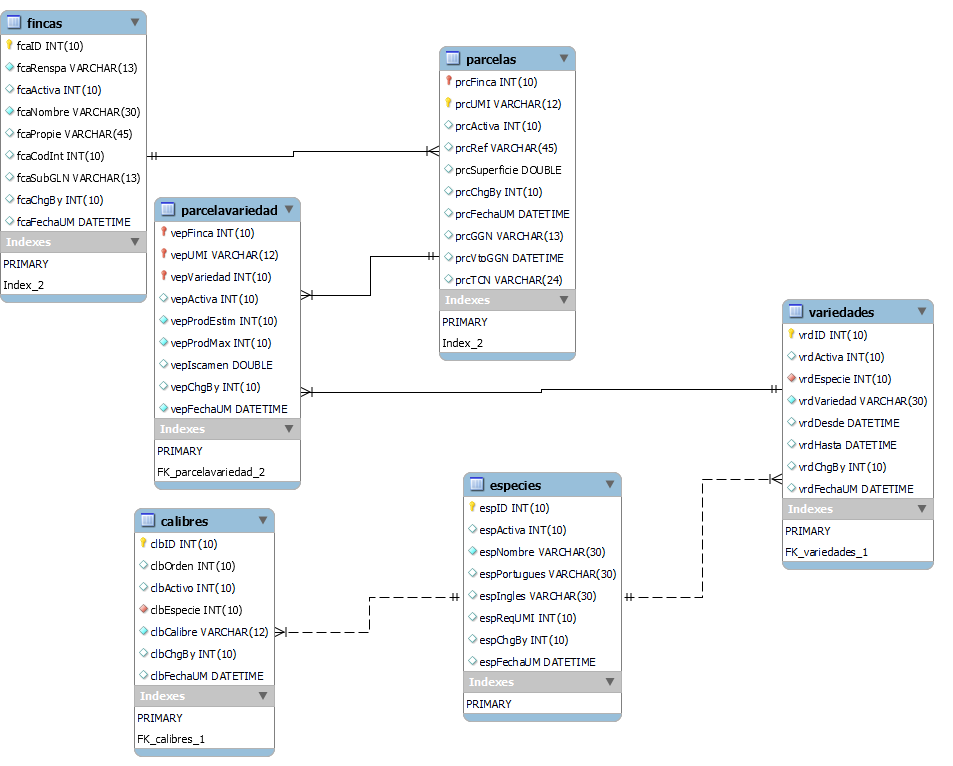 fincas
fcaID INT(10)
fcaRenspa VARCHAR(13)
fcaActiva INT(10)
fcaNombre VARCHAR(30)
fcaPropie VARCHAR(45)
fcaCodInt INT(10)
fcaSubGLN VARCHAR(13)
fcaChgBy INT(10)
fcaFechaUM DATETIME
Indexes
PRIMARY
Index_2
parcelas
prcFinca INT(10)
prcUMI VARCHAR(12)
prcActiva INT(10)
prcRef VARCHAR(45)
prcSuperficie DOUBLE
prcChgBy INT(10)
prcFechaUM DATETIME
prcGGN VARCHAR(13)
prcVtoGGN DATETIME
prcTCN VARCHAR(24)
Indexes
PRIMARY
Index_2
parcelavariedad
vepFinca INT(10)
vepUMI VARCHAR(12)
vepVariedad INT(10)
vepActiva INT(10)
vepProdEstim INT(10)
vepProdMax INT(10)
vepIscamen DOUBLE
vepChgBy INT(10)
vepFechaUM DATETIME
Indexes
PRIMARY
FK_parcelavariedad_2
variedades
vrdID INT(10)
vrdActiva INT(10)
vrdEspecie INT(10)
vrdVariedad VARCHAR(30)
vrdDesde DATETIME
vrdHasta DATETIME
vrdChgBy INT(10)
vrdFechaUM DATETIME
Indexes
PRIMARY
FK_variedades_1
especies
espID INT(10)
espActiva INT(10)
espNombre VARCHAR(30)
espPortugues VARCHAR(30)
espIngles VARCHAR(30)
espReqUMI INT(10)
espChgBy INT(10)
espFechaUM DATETIME
Indexes
PRIMARY
calibres
clbID INT(10)
clbOrden INT(10)
clbActivo INT(10)
clbEspecie INT(10)
clbCalibre VARCHAR(12)
clbChgBy INT(10)
clbFechaUM DATETIME
Indexes
PRIMARY
FK_calibres_1